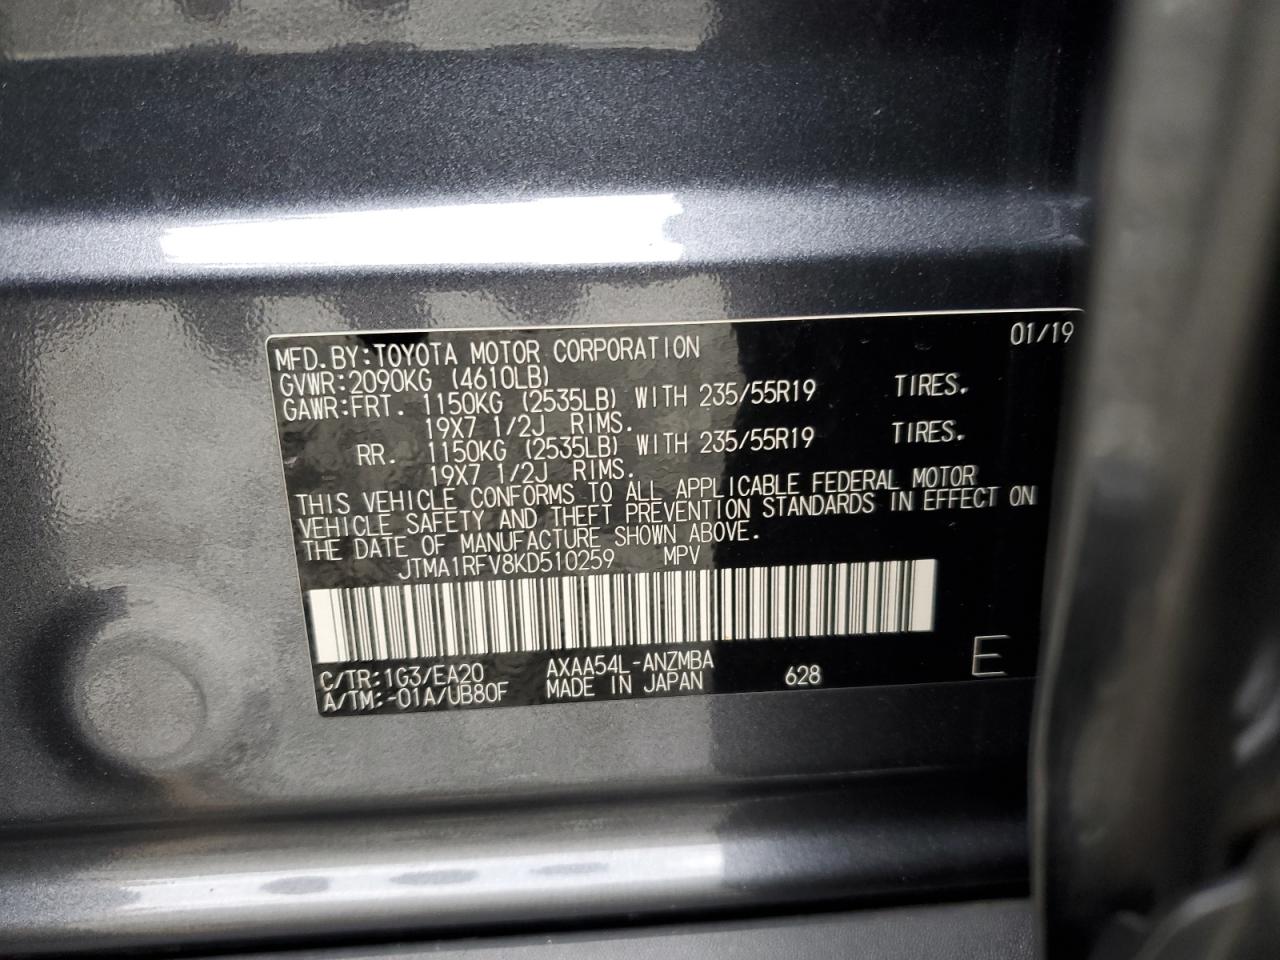 01/19
MFD.BY:TOYOTA MOTOR CORPORATION
GVWR:2090KG (4610LB)
GAWR:FRT. 1150KG (2535LB) WITH 235/55R19 TIRES.
19X7 1/2J RIMS.
RR. 1150KG (2535LB) WITH 235/55R19 TIRES.
19X7 1/2J RIMS.
THIS VEHICLE CONFORMS TO ALL APPLICABLE FEDERAL MOTOR
VEHICLE SAFETY AND THEFT PREVENTION STANDARDS IN EFFECT ON
THE DATE OF MANUFACTURE SHOWN ABOVE.
JTMA1RFV8KD510259 MPV
C/TR:1G3/EA20 AXAA54L-ANZMBA 628 E
A/TM:-01A/UB80F MADE IN JAPAN